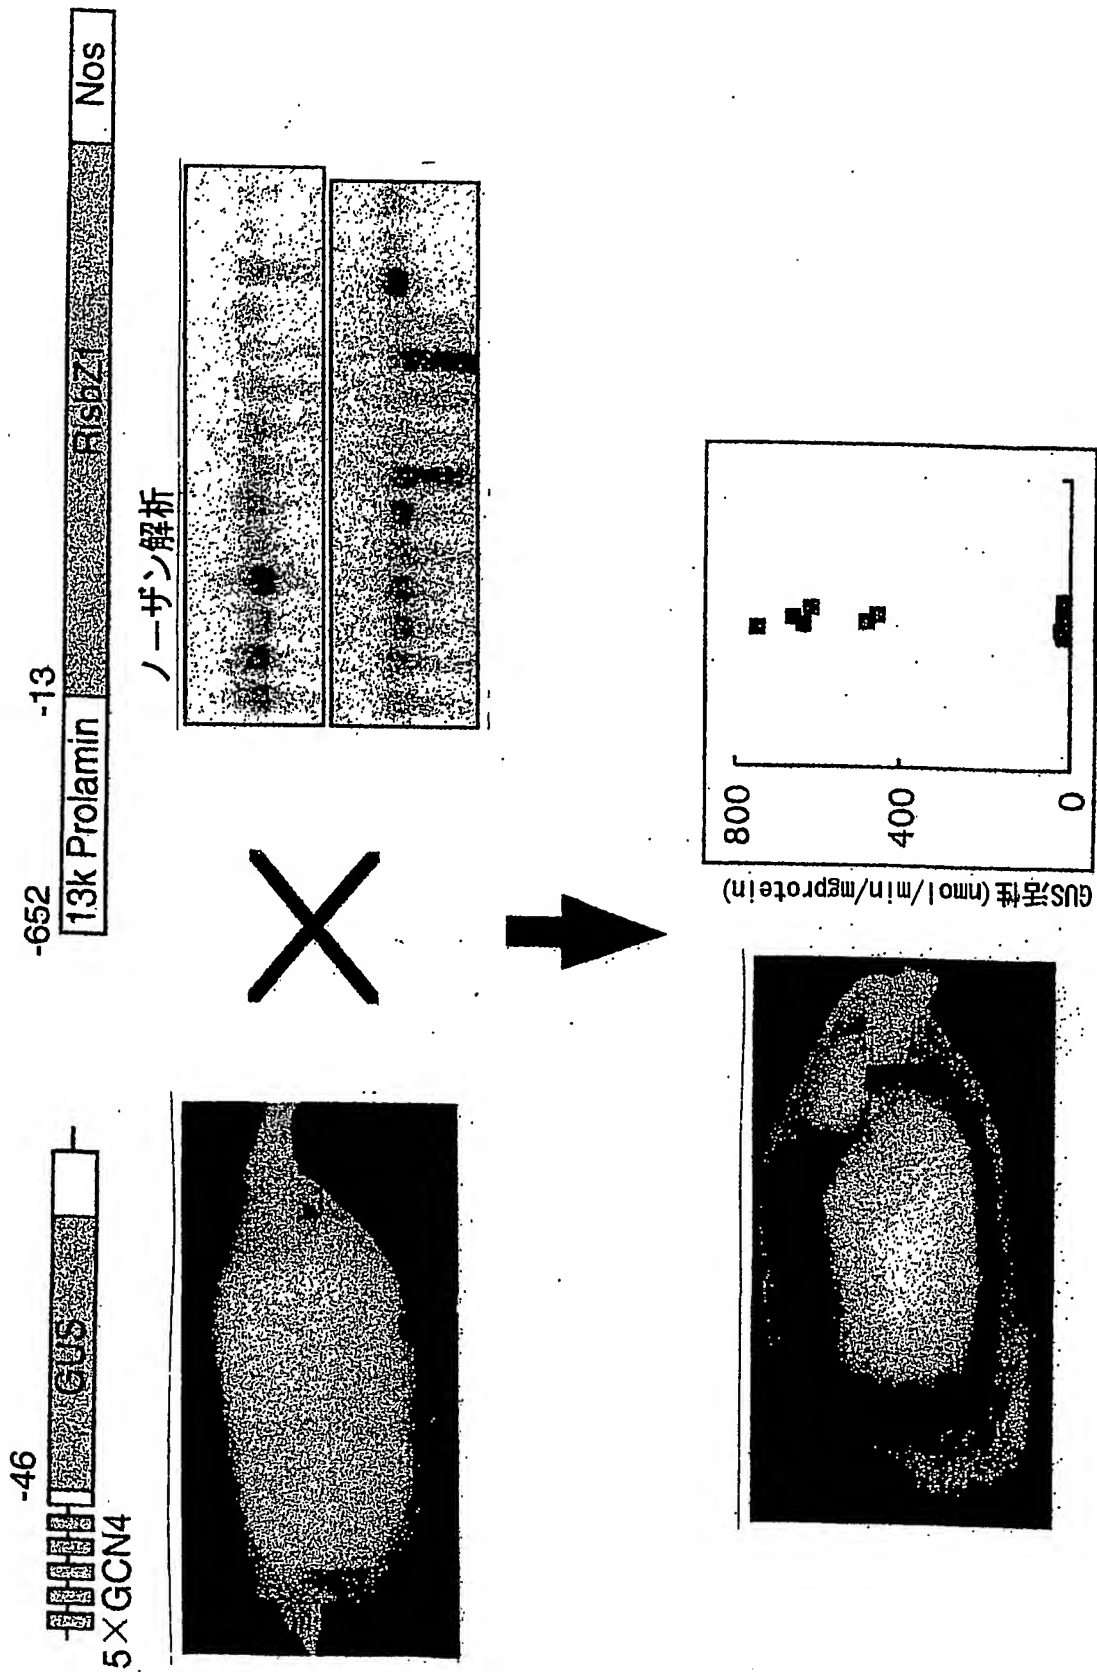 -46
GUS
5×GCN4
-652
-13
13k Prolamin
RisbZ1
Nos
ノーザン解析
GUS活性(nmol/min/mgprotein)
800
400
0